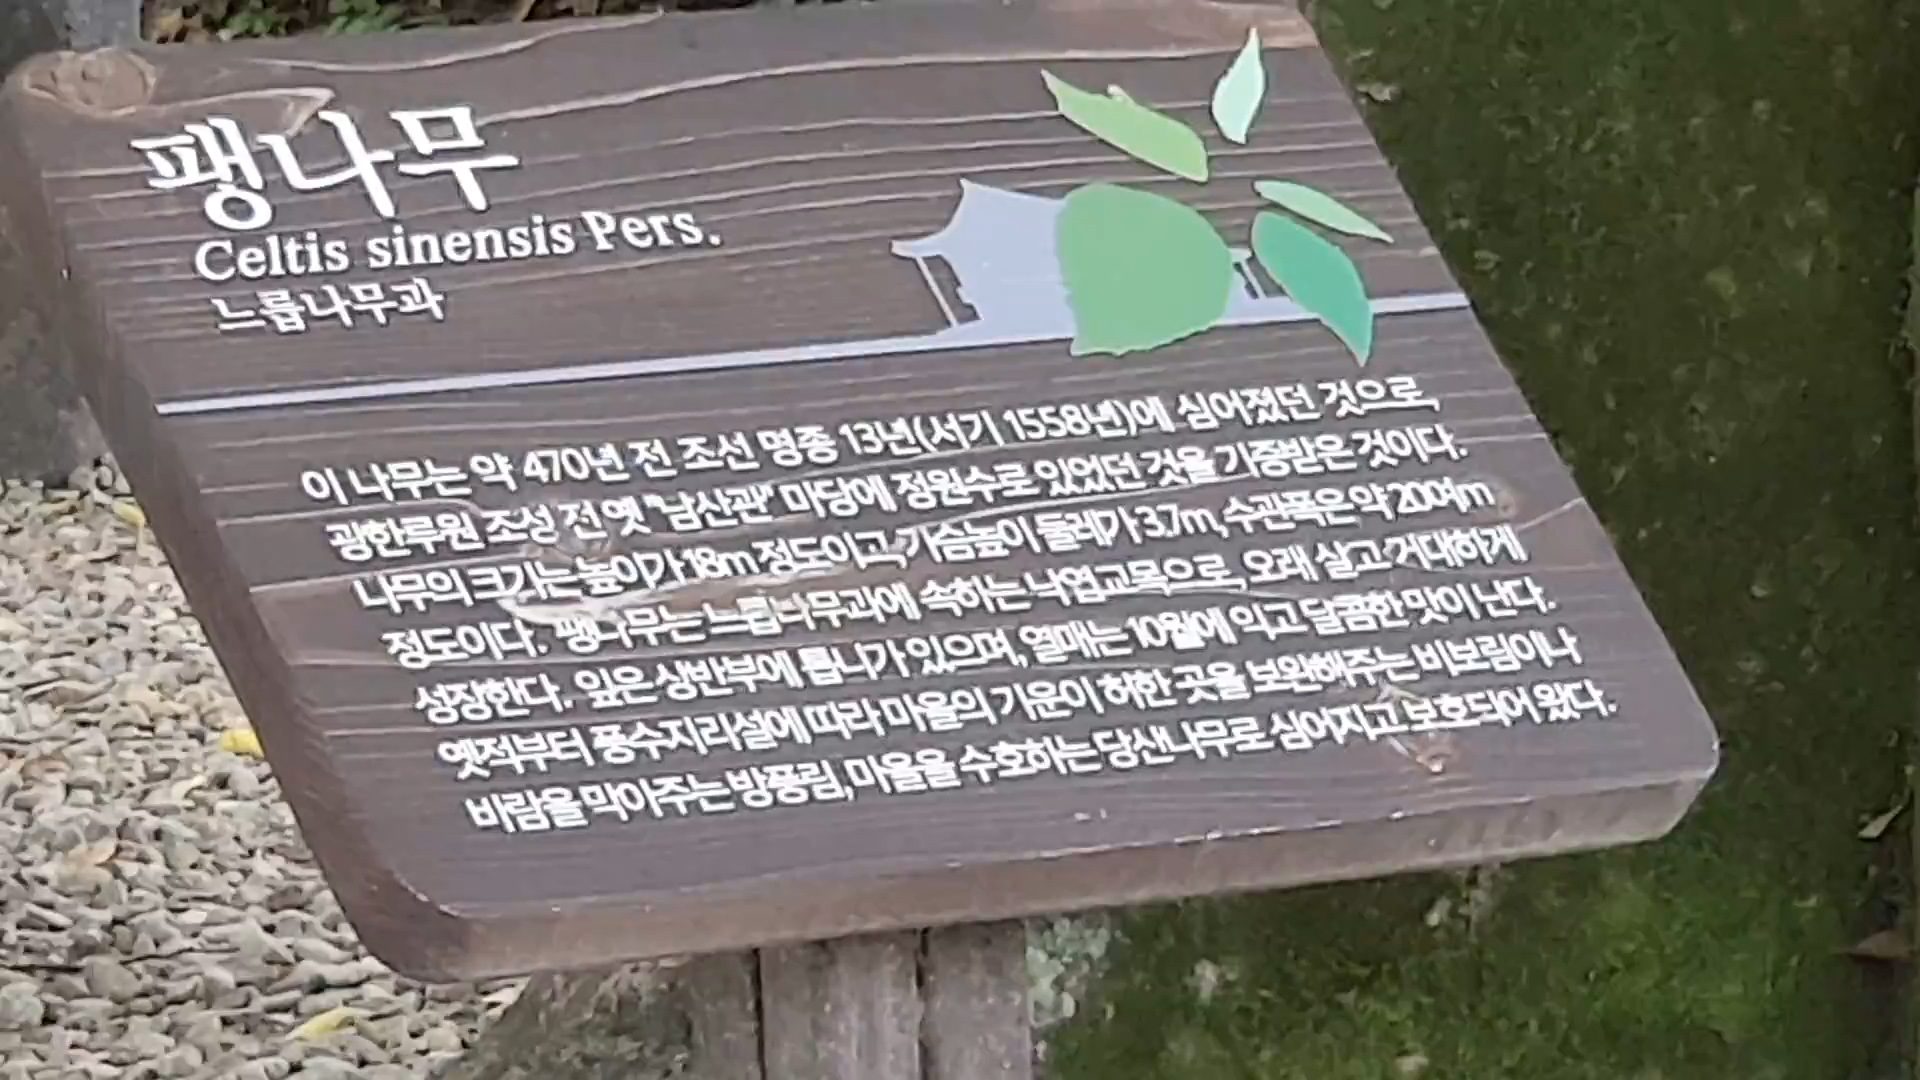 팽나무
Celtis sinensis Pers.
느릅나무과
이 나무는 약 470년 전 조선 명종 13년(서기 1558년)에 심어졌던 것으로,
광한루원 조성 전 옛 "남산관" 마당에 정원수로 있었던 것을 기증받은 것이다.
나무의 크기는 높이가 18m 정도이고, 가슴높이 둘레가 3.7m, 수관폭은 약 20여m
정도이다. 팽나무는 느릅나무과에 속하는 낙엽교목으로, 오래 살고 거대하게
성장한다. 잎은 상반부에 톱니가 있으며, 열매는 10월에 익고 달콤한 맛이 난다.
옛적부터 풍수지리설에 따라 마을의 기운이 허한 곳을 보완해주는 비보림이나
바람을 막아주는 방풍림, 마을을 수호하는 당산나무로 심어지고 보호되어 왔다.